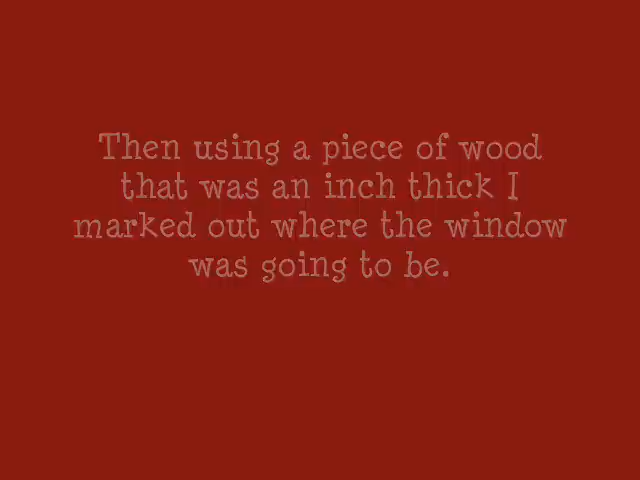 Then using a piece of wood
that was an inch thick I
marked out where the window
was going to be.